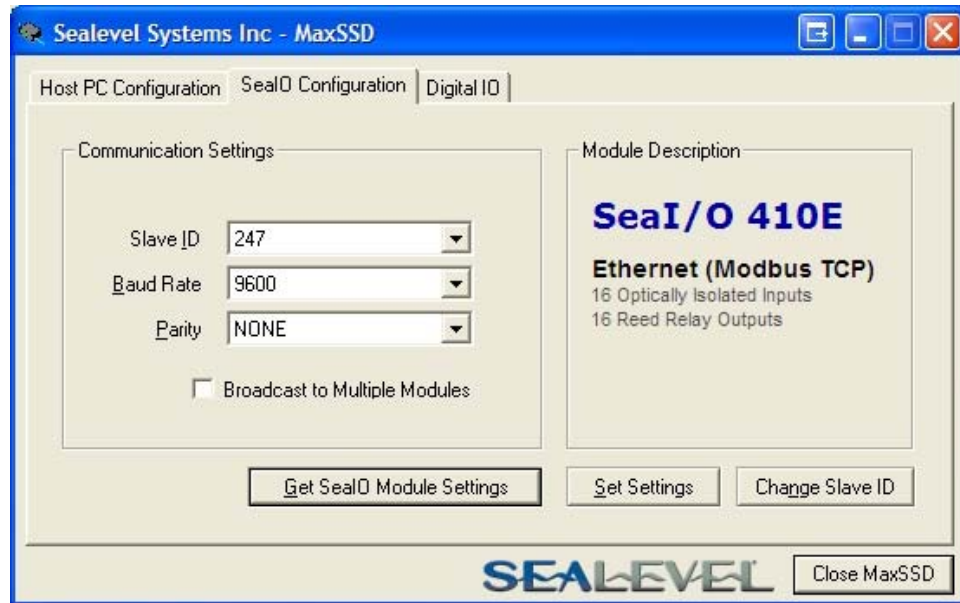 Sealevel Systems Inc - MaxSSD
Host PC Configuration
SeaIO Configuration
Digital IO
Communication Settings
Slave ID
247
Baud Rate
9600
Parity
NONE
Broadcast to Multiple Modules
Module Description
SeaI/O 410E
Ethernet (Modbus TCP)
16 Optically Isolated Inputs
16 Reed Relay Outputs
Get SeaIO Module Settings
Set Settings
Change Slave ID
SEALEVEL
Close MaxSSD